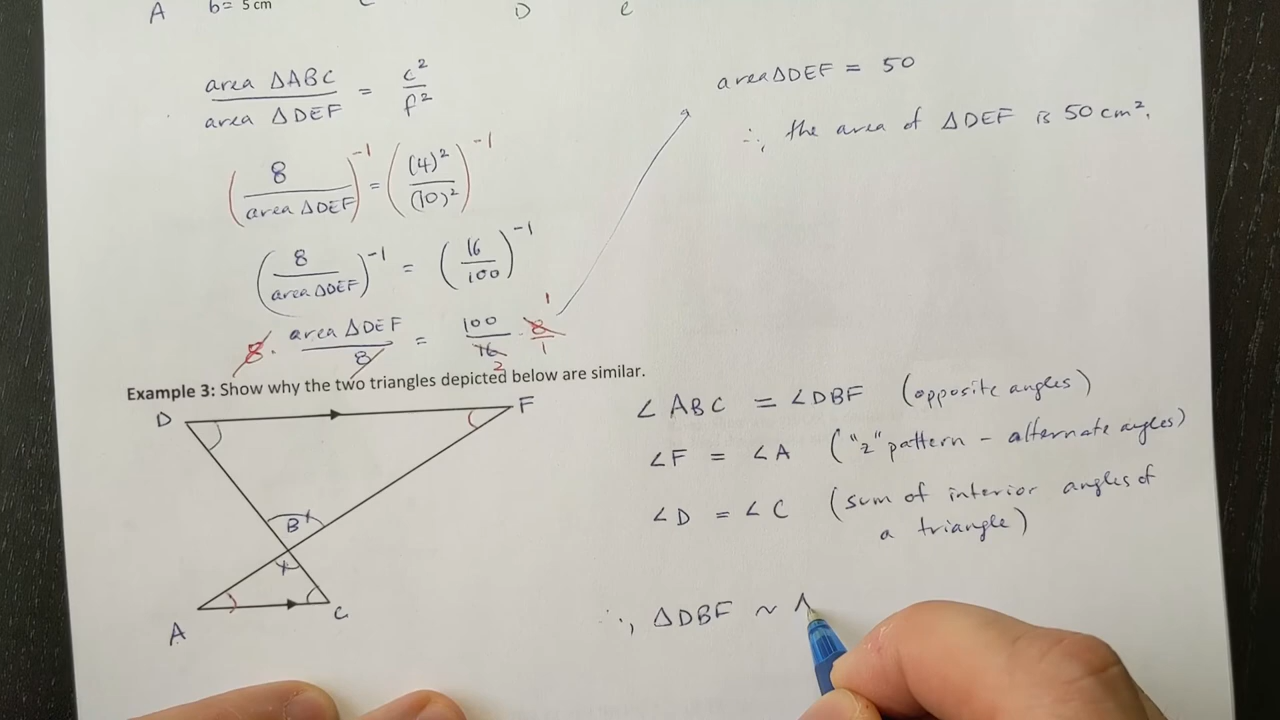 A b= 5 cm D e
area ΔABC / area ΔDEF = c² / f²
(8 / area ΔDEF)⁻¹ = ((4)² / (10)²)⁻¹
(8 / area ΔDEF)⁻¹ = (16 / 100)⁻¹
8 · area ΔDEF / 8 = 100 / 16 · 8 / 1
2 1
area ΔDEF = 50
∴, the area of ΔDEF is 50 cm².
Example 3: Show why the two triangles depicted below are similar.
D F
B
A C
∠ ABC = ∠DBF (opposite angles)
∠F = ∠A ("z" pattern - alternate angles)
∠D = ∠C (sum of interior angles of
a triangle)
∴, ΔDBF ~ Δ